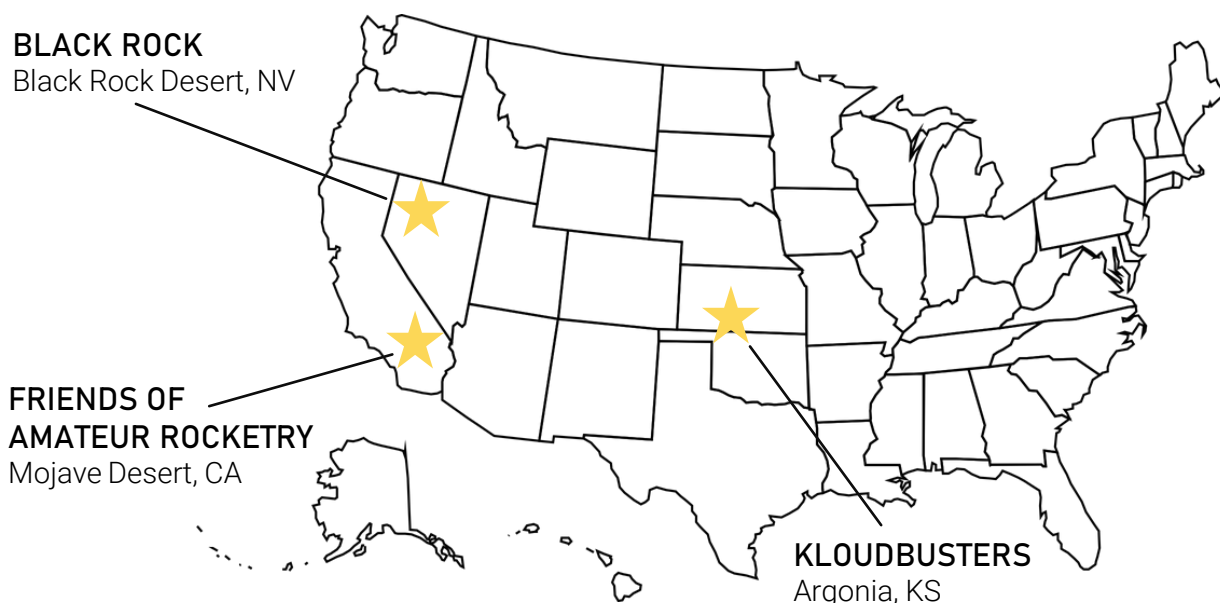 BLACK ROCK
Black Rock Desert, NV
FRIENDS OF
AMATEUR ROCKETRY
Mojave Desert, CA
KLOUDBUSTERS
Argonia, KS